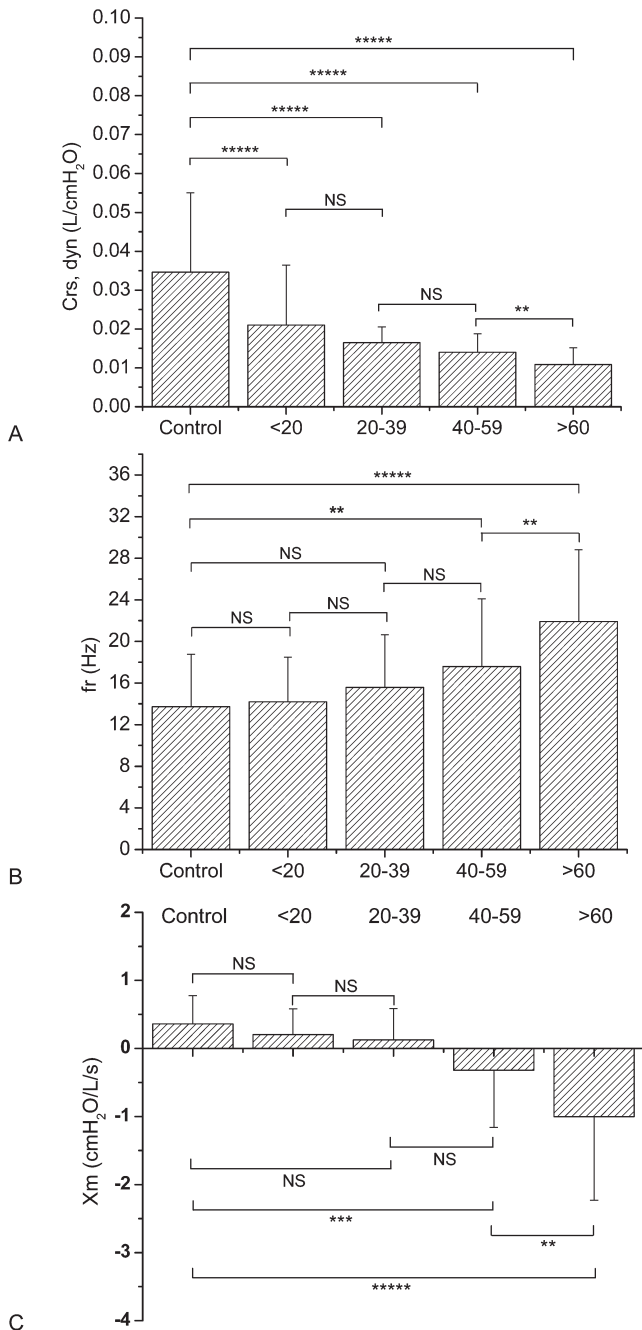 0.10
*****
0.09
*****
0.08
*****
0.07
*****
0.06
NS
0.05
0.04
NS
0.03
**
0.02
0.01
0.00
Crs, dyn (L/cmH₂O)
A
Control <20 20-39 40-59 >60
36
*****
32
**
**
28
NS
NS
24
NS
NS
20
16
12
8
4
0
fr (Hz)
B
Control <20 20-39 40-59 >60
2
Control <20 20-39 40-59 >60
NS
NS
1
0
-1
NS
NS
-2
***
**
-3
*****
-4
Xm (cmH₂O/L/s)
C